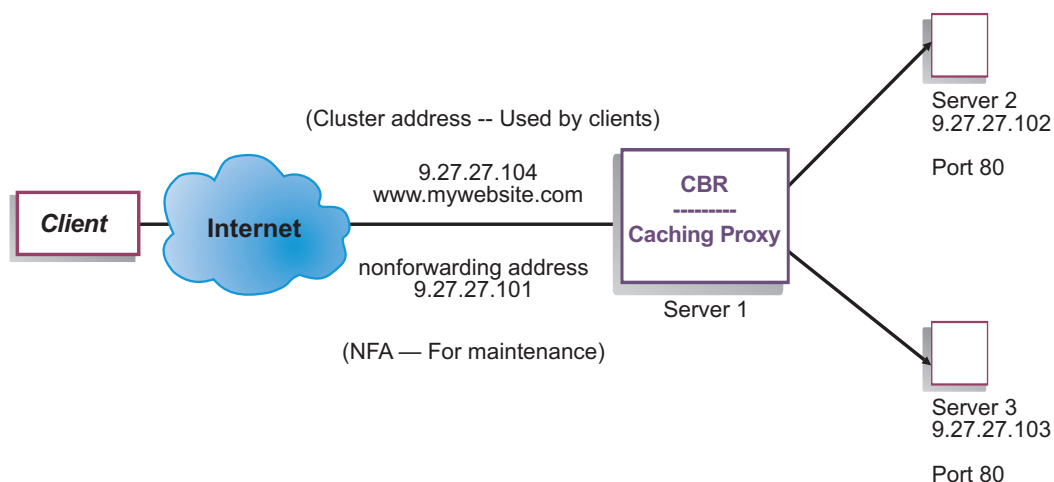 (Cluster address -- Used by clients)
9.27.27.104
www.mywebsite.com
Client
Internet
nonforwarding address
9.27.27.101
(NFA — For maintenance)
CBR
---------
Caching Proxy
Server 1
Server 2
9.27.27.102
Port 80
Server 3
9.27.27.103
Port 80